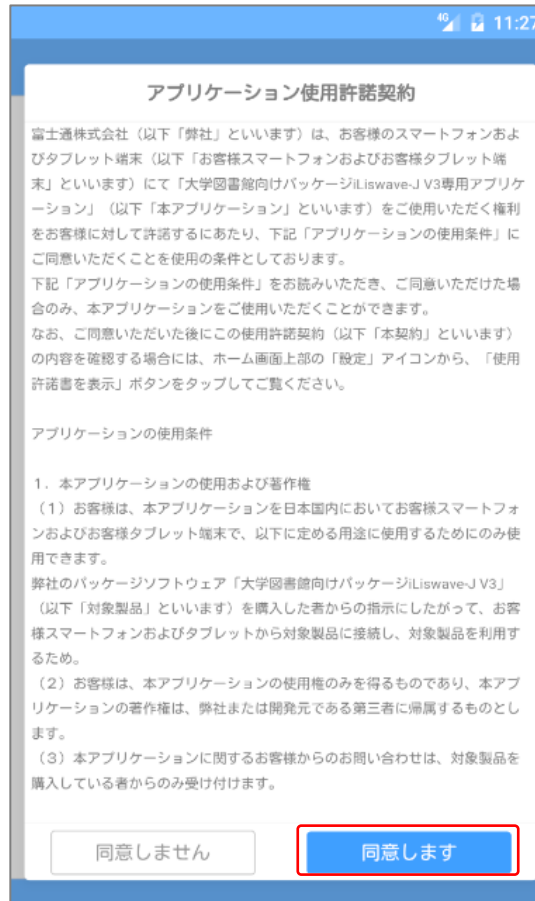 4G 11:27
アプリケーション使用許諾契約
富士通株式会社（以下「弊社」といいます）は、お客様のスマートフォンおよ
びタブレット端末（以下「お客様スマートフォンおよびお客様タブレット端
末」といいます）にて「大学図書館向けパッケージiLiswave-J V3専用アプリケ
ーション」（以下「本アプリケーション」といいます）をご使用いただく権利
をお客様に対して許諾するにあたり、下記「アプリケーションの使用条件」に
ご同意いただくことを使用の条件としております。
下記「アプリケーションの使用条件」をお読みいただき、ご同意いただけた場
合のみ、本アプリケーションをご使用いただくことができます。
なお、ご同意いただいた後にこの使用許諾契約（以下「本契約」といいます）
の内容を確認する場合には、ホーム画面上部の「設定」アイコンから、「使用
許諾書を表示」ボタンをタップしてご覧ください。
アプリケーションの使用条件
１．本アプリケーションの使用および著作権
（１）お客様は、本アプリケーションを日本国内においてお客様スマートフォ
ンおよびお客様タブレット端末で、以下に定める用途に使用するためにのみ使
用できます。
弊社のパッケージソフトウェア「大学図書館向けパッケージiLiswave-J V3」
（以下「対象製品」といいます）を購入した者からの指示にしたがって、お客
様スマートフォンおよびタブレットから対象製品に接続し、対象製品を利用す
るため。
（２）お客様は、本アプリケーションの使用権のみを得るものであり、本アプ
リケーションの著作権は、弊社または開発元である第三者に帰属するものとし
ます。
（３）本アプリケーションに関するお客様からのお問い合わせは、対象製品を
購入している者からのみ受け付けます。
同意しません
同意します